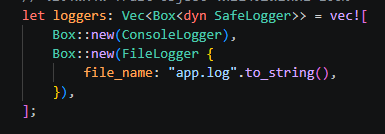 let loggers: Vec<Box<dyn SafeLogger>> = vec![
    Box::new(ConsoleLogger),
    Box::new(FileLogger {
        file_name: "app.log".to_string(),
    }),
];